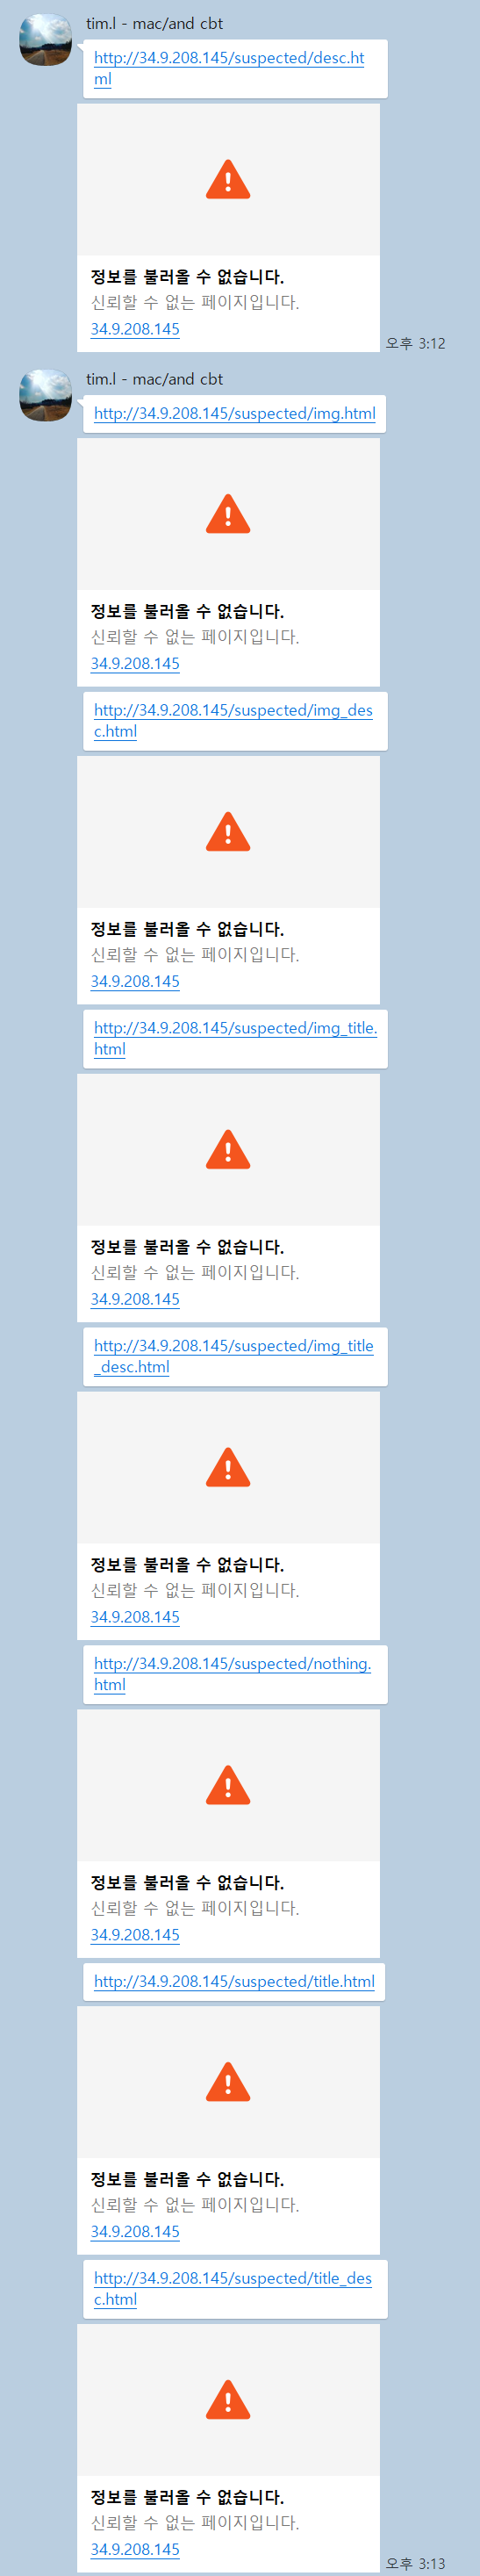 tim.l - mac/and cbt
http://34.9.208.145/suspected/desc.ht
ml
정보를 불러올 수 없습니다.
신뢰할 수 없는 페이지입니다.
34.9.208.145
오후 3:12
tim.l - mac/and cbt
http://34.9.208.145/suspected/img.html
정보를 불러올 수 없습니다.
신뢰할 수 없는 페이지입니다.
34.9.208.145
http://34.9.208.145/suspected/img_des
c.html
정보를 불러올 수 없습니다.
신뢰할 수 없는 페이지입니다.
34.9.208.145
http://34.9.208.145/suspected/img_title.
html
정보를 불러올 수 없습니다.
신뢰할 수 없는 페이지입니다.
34.9.208.145
http://34.9.208.145/suspected/img_title
_desc.html
정보를 불러올 수 없습니다.
신뢰할 수 없는 페이지입니다.
34.9.208.145
http://34.9.208.145/suspected/nothing.
html
정보를 불러올 수 없습니다.
신뢰할 수 없는 페이지입니다.
34.9.208.145
http://34.9.208.145/suspected/title.html
정보를 불러올 수 없습니다.
신뢰할 수 없는 페이지입니다.
34.9.208.145
http://34.9.208.145/suspected/title_des
c.html
정보를 불러올 수 없습니다.
신뢰할 수 없는 페이지입니다.
34.9.208.145
오후 3:13